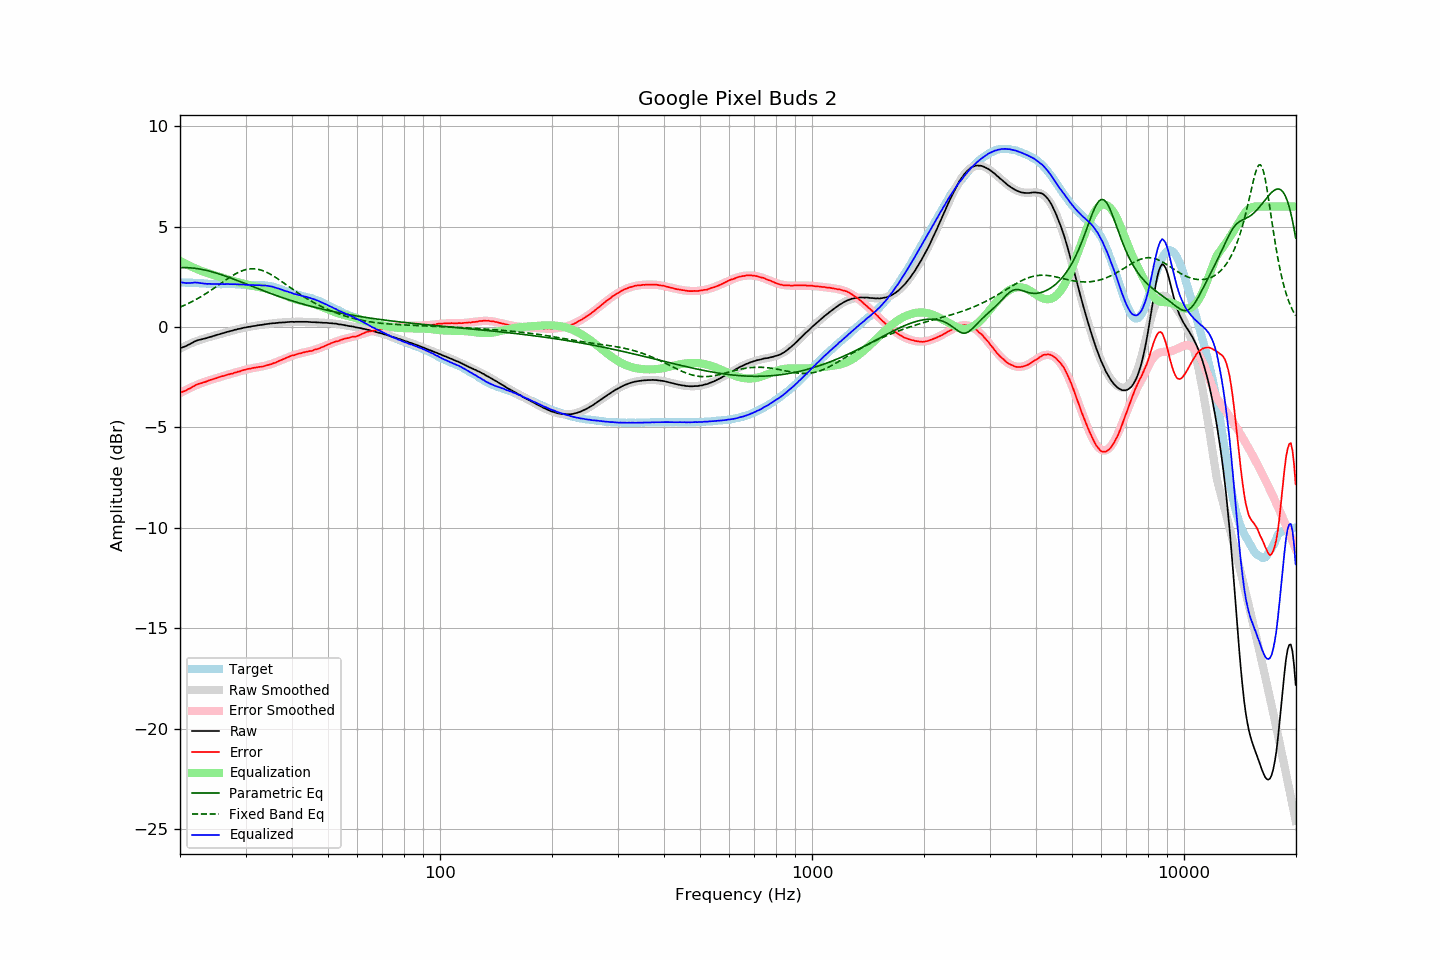 Google Pixel Buds 2
10
5
0
−5
−10
−15
−20
−25
Amplitude (dBr)
Target
Raw Smoothed
Error Smoothed
Raw
Error
Equalization
Parametric Eq
Fixed Band Eq
Equalized
100
1000
10000
Frequency (Hz)